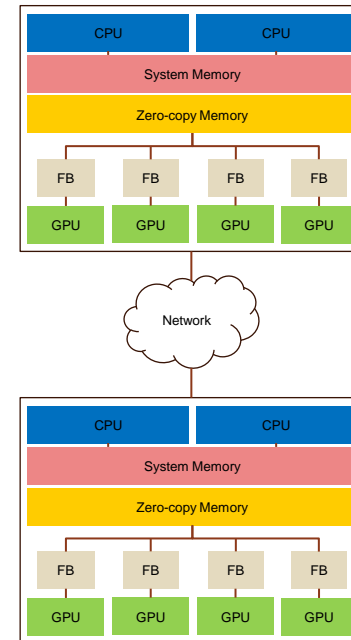 CPU CPU
System Memory
Zero-copy Memory
FB FB FB FB
GPU GPU GPU GPU
Network
CPU CPU
System Memory
Zero-copy Memory
FB FB FB FB
GPU GPU GPU GPU